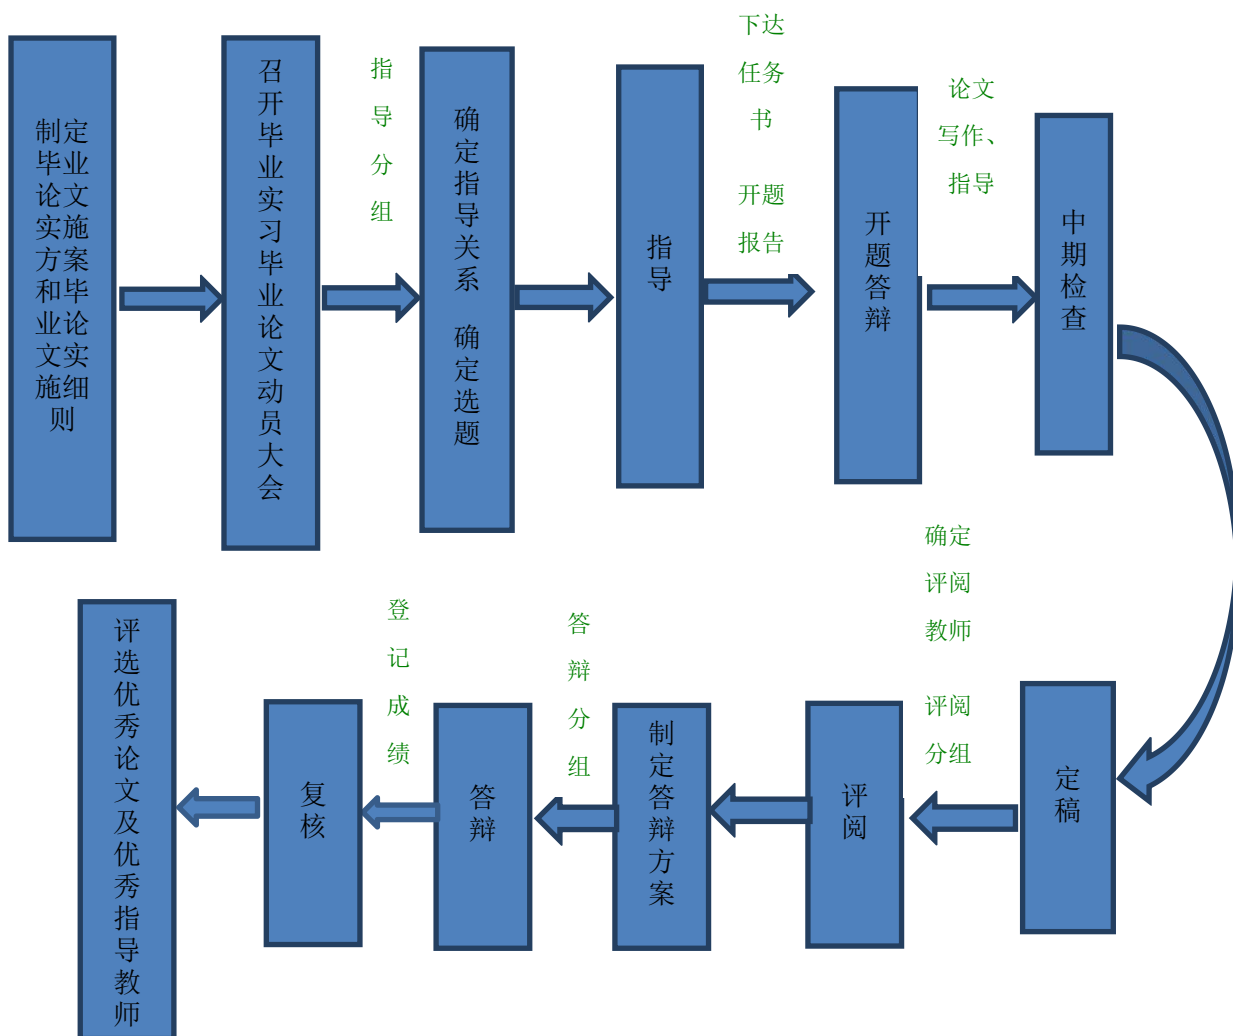 制定
毕业
论文
实施
方案
和毕
业论
文实
施细
则
召开毕业实习毕业论文动员大会
指导分组
确定指导关系 确定选题
指导
下达
任务
书
开题
报告
开题答辩
论文
写作、
指导
中期检查
定稿
确定
评阅
教师
评阅
分组
评阅
制定答辩方案
答辩分组
答辩
登记成绩
复核
评选优秀论文及优秀指导教师